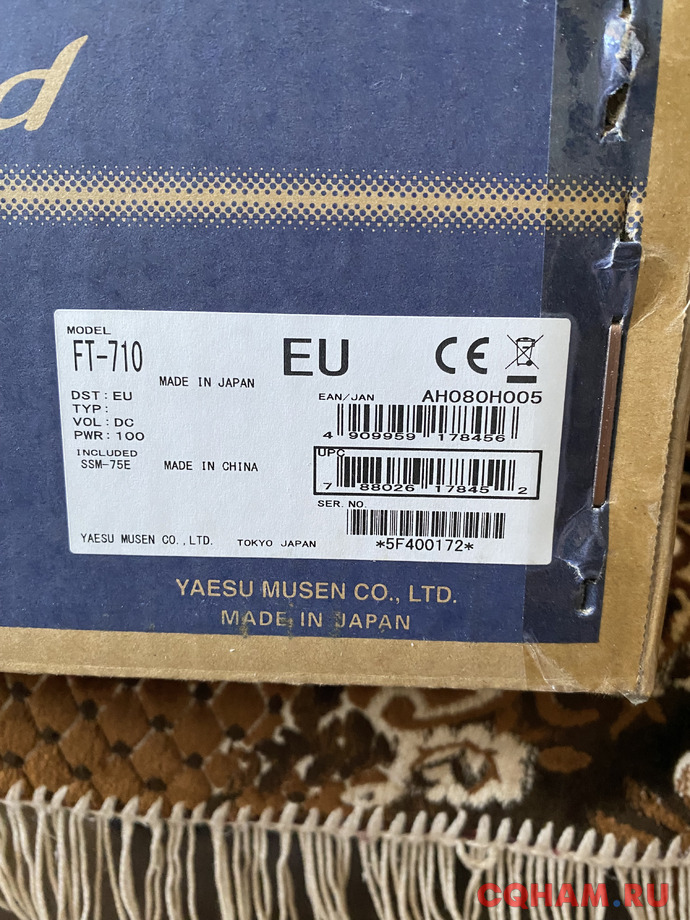 d
MODEL
FT-710
EU
CE
MADE IN JAPAN
DST: EU
TYP:
VOL: DC
PWR: 100
EAN/JAN
AH080H005
4 909959 178456
INCLUDED
SSM-75E
MADE IN CHINA
UPC
7 88026 17845 2
SER. NO.
*5F400172*
YAESU MUSEN CO.,LTD.
TOKYO JAPAN
YAESU MUSEN CO., LTD.
MADE IN JAPAN
CQHAM.RU